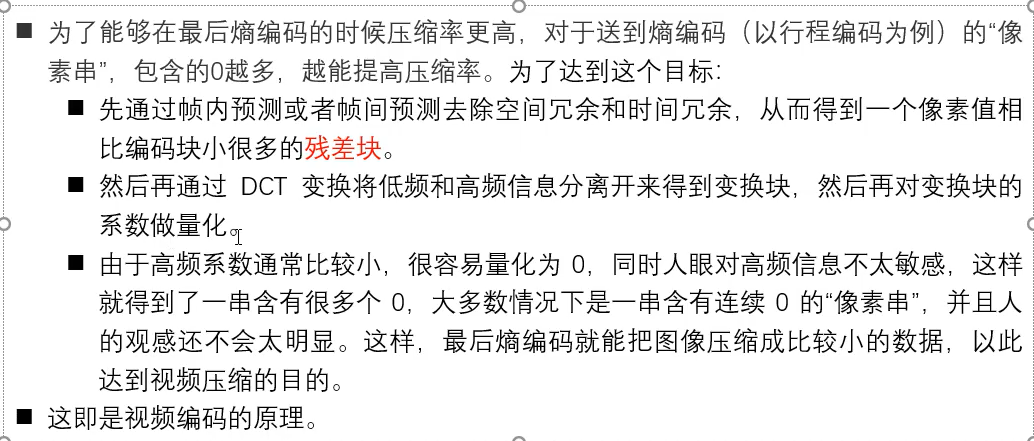 ■ 为了能够在最后熵编码的时候压缩率更高，对于送到熵编码（以行程编码为例）的“像
素串”，包含的0越多，越能提高压缩率。为了达到这个目标：
■ 先通过帧内预测或者帧间预测去除空间冗余和时间冗余，从而得到一个像素值相
比编码块小很多的残差块。
■ 然后再通过 DCT 变换将低频和高频信息分离开来得到变换块，然后再对变换块的
系数做量化。
■ 由于高频系数通常比较小，很容易量化为 0，同时人眼对高频信息不太敏感，这样
就得到了一串含有很多个 0，大多数情况下是一串含有连续 0 的“像素串”，并且人
的观感还不会太明显。这样，最后熵编码就能把图像压缩成比较小的数据，以此
达到视频压缩的目的。
■ 这即是视频编码的原理。